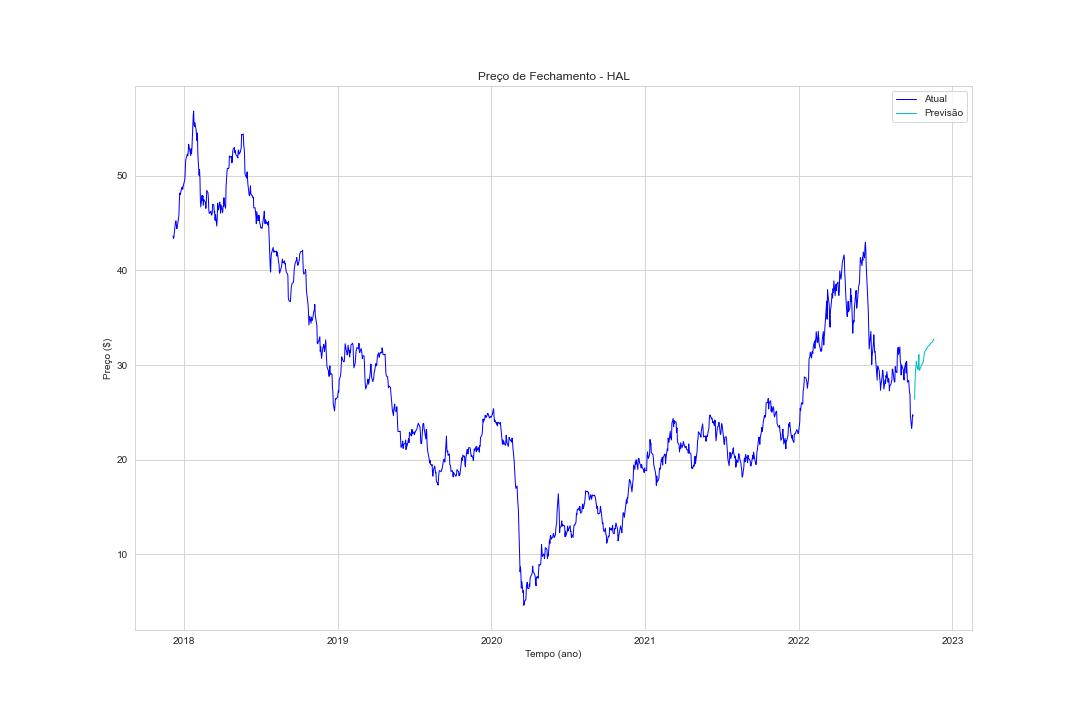 Preço de Fechamento - HAL
Atual
Previsão
Preço ($)
50
40
30
20
10
2018 2019 2020 2021 2022 2023
Tempo (ano)